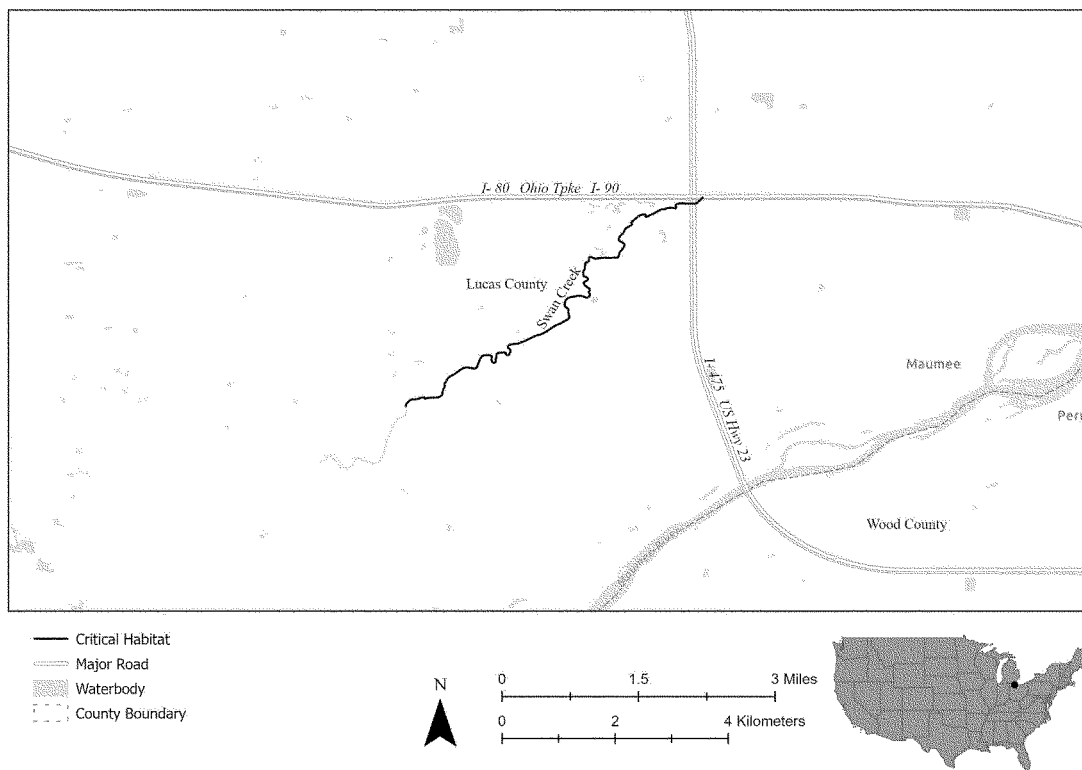 I- 80 Ohio Tpke I- 90
Lucas County
Swan Creek
I- 475 US Hwy 23
Maumee
Perr
Wood County
Critical Habitat
Major Road
Waterbody
County Boundary
N
0 1.5 3 Miles
0 2 4 Kilometers